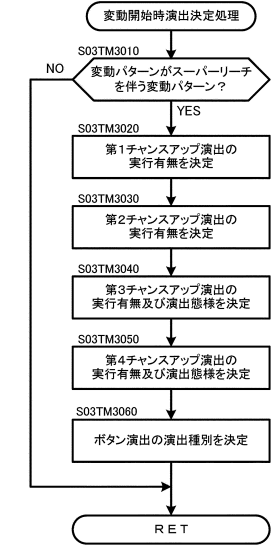 変動開始時演出決定処理
S03TM3010
NO
変動パターンがスーパーリーチ
を伴う変動パターン？
YES
S03TM3020
第１チャンスアップ演出の
実行有無を決定
S03TM3030
第２チャンスアップ演出の
実行有無を決定
S03TM3040
第３チャンスアップ演出の
実行有無及び演出態様を決定
S03TM3050
第４チャンスアップ演出の
実行有無及び演出態様を決定
S03TM3060
ボタン演出の演出種別を決定
ＲＥＴ